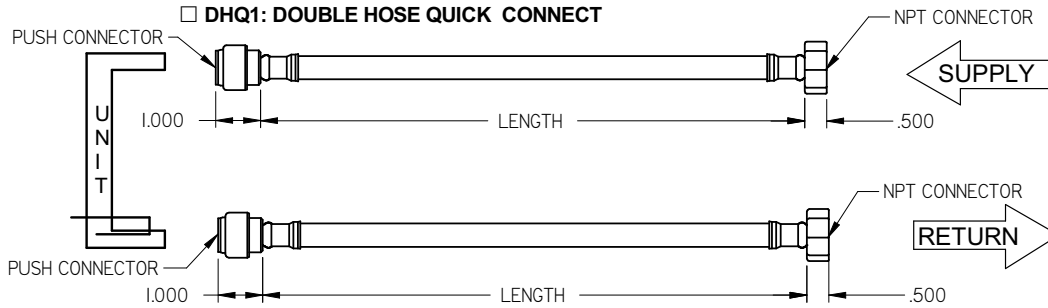 ☐ DHQ1: DOUBLE HOSE QUICK CONNECT
PUSH CONNECTOR
NPT CONNECTOR
SUPPLY
UNIT
1.000
LENGTH
.500
NPT CONNECTOR
RETURN
PUSH CONNECTOR
1.000
LENGTH
.500